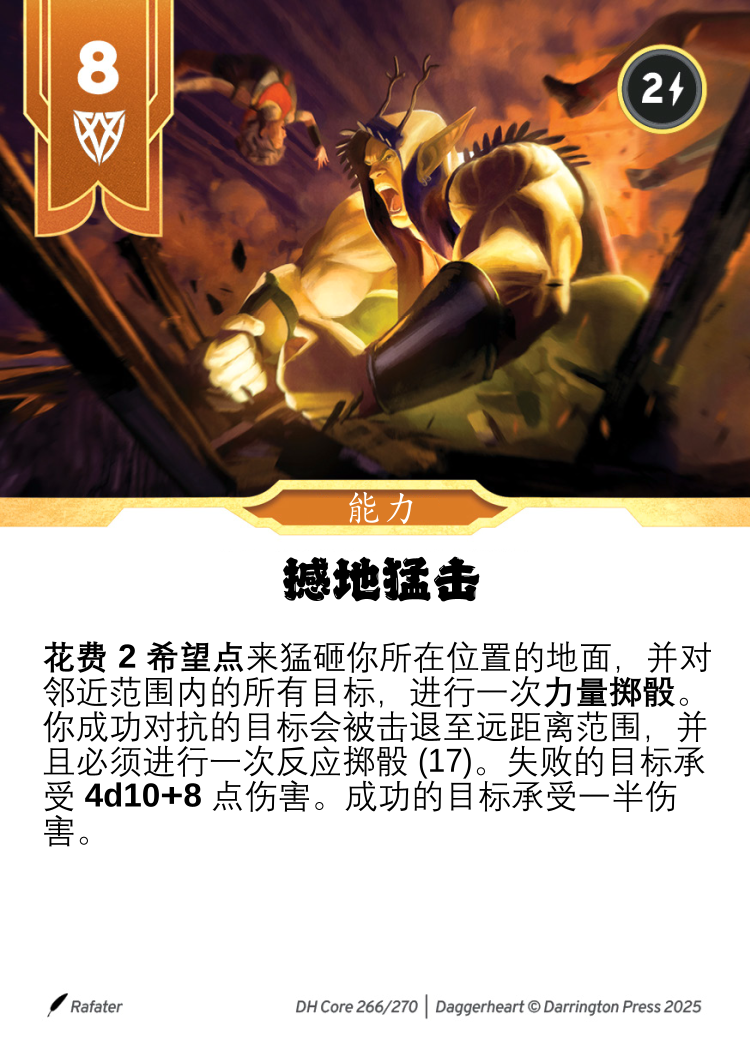 8
2
能力
撼地猛击
花费 2 希望点来猛砸你所在位置的地面，并对
邻近范围内的所有目标，进行一次力量掷骰。
你成功对抗的目标会被击退至远距离范围，并
且必须进行一次反应掷骰 (17)。失败的目标承
受 4d10+8 点伤害。成功的目标承受一半伤
害。
Rafater
DH Core 266/270 | Daggerheart © Darrington Press 2025